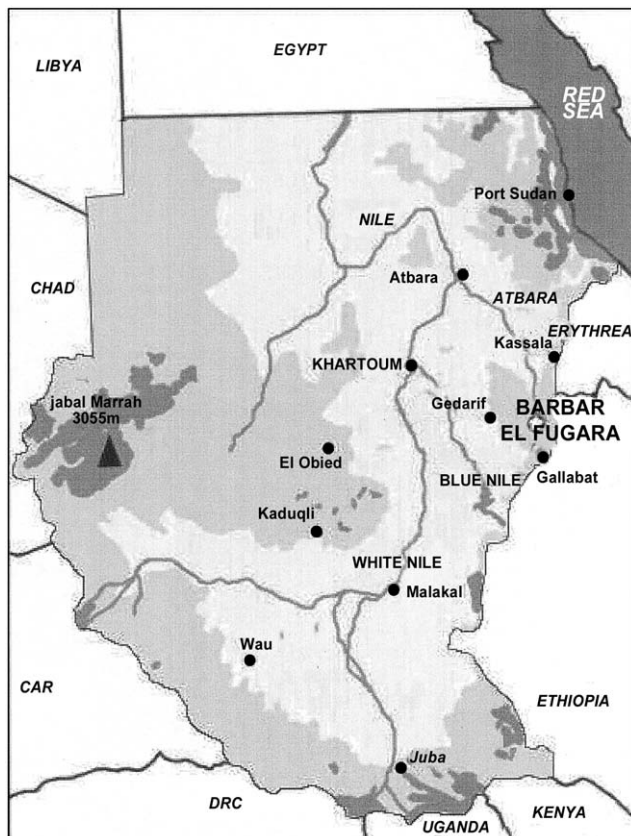 EGYPT
LIBYA
RED
SEA
Port Sudan
NILE
CHAD
Atbara
ATBARA
ERYTHREA
Kassala
KHARTOUM
jabal Marrah
3055m
Gedarif
BARBAR
EL FUGARA
El Obied
Gallabat
BLUE NILE
Kaduqli
WHITE NILE
Malakal
Wau
CAR
ETHIOPIA
Juba
DRC
KENYA
UGANDA